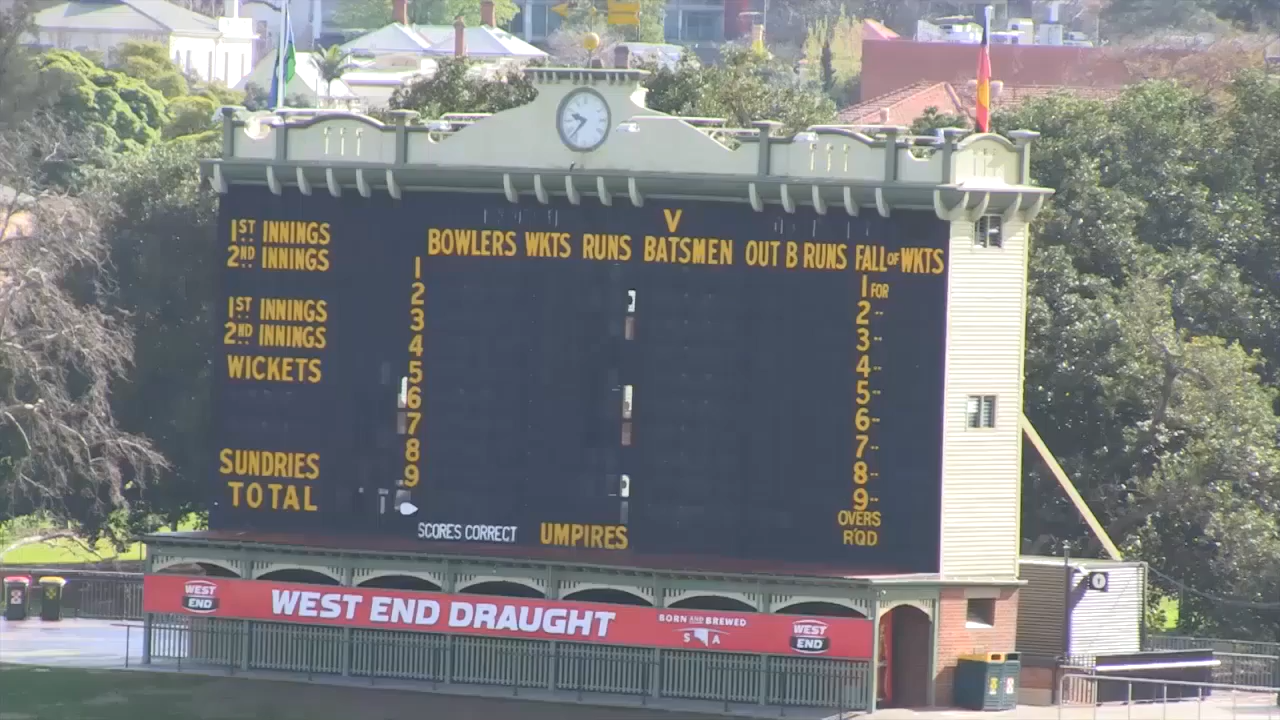 V
1ST INNINGS
2ND INNINGS
BOWLERS WKTS RUNS BATSMEN OUT B RUNS FALL OF WKTS
1
2
3
4
5
6
7
8
9
1 FOR
2 "
3 "
4 "
5 "
6 "
7 "
8 "
9 "
1ST INNINGS
2ND INNINGS
WICKETS
SUNDRIES
TOTAL
SCORES CORRECT
UMPIRES
OVERS
R'QD
WEST END
WEST END DRAUGHT
BORN AND BREWED
SA
WEST END